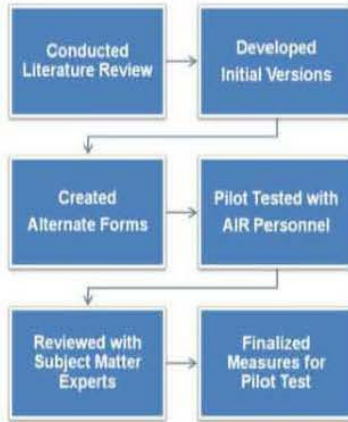 Conducted
Literature Review
Developed
Initial Versions
Created
Alternate Forms
Pilot Tested with
AIR Personnel
Reviewed with
Subject Matter
Experts
Finalized
Measures for
Pilot Test